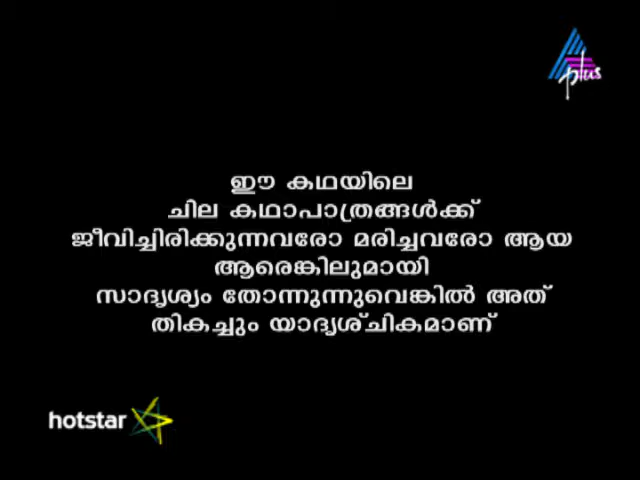 plus
ഈ കഥയിലെ
ചില കഥാപാത്രങ്ങൾക്ക്
ജീവിച്ചിരിക്കുന്നവരോ മരിച്ചവരോ ആയ
ആരെങ്കിലുമായി
സാദൃശ്യം തോന്നുന്നുവെങ്കിൽ അത്
തികച്ചും യാദൃശ്ചികമാണ്
hotstar